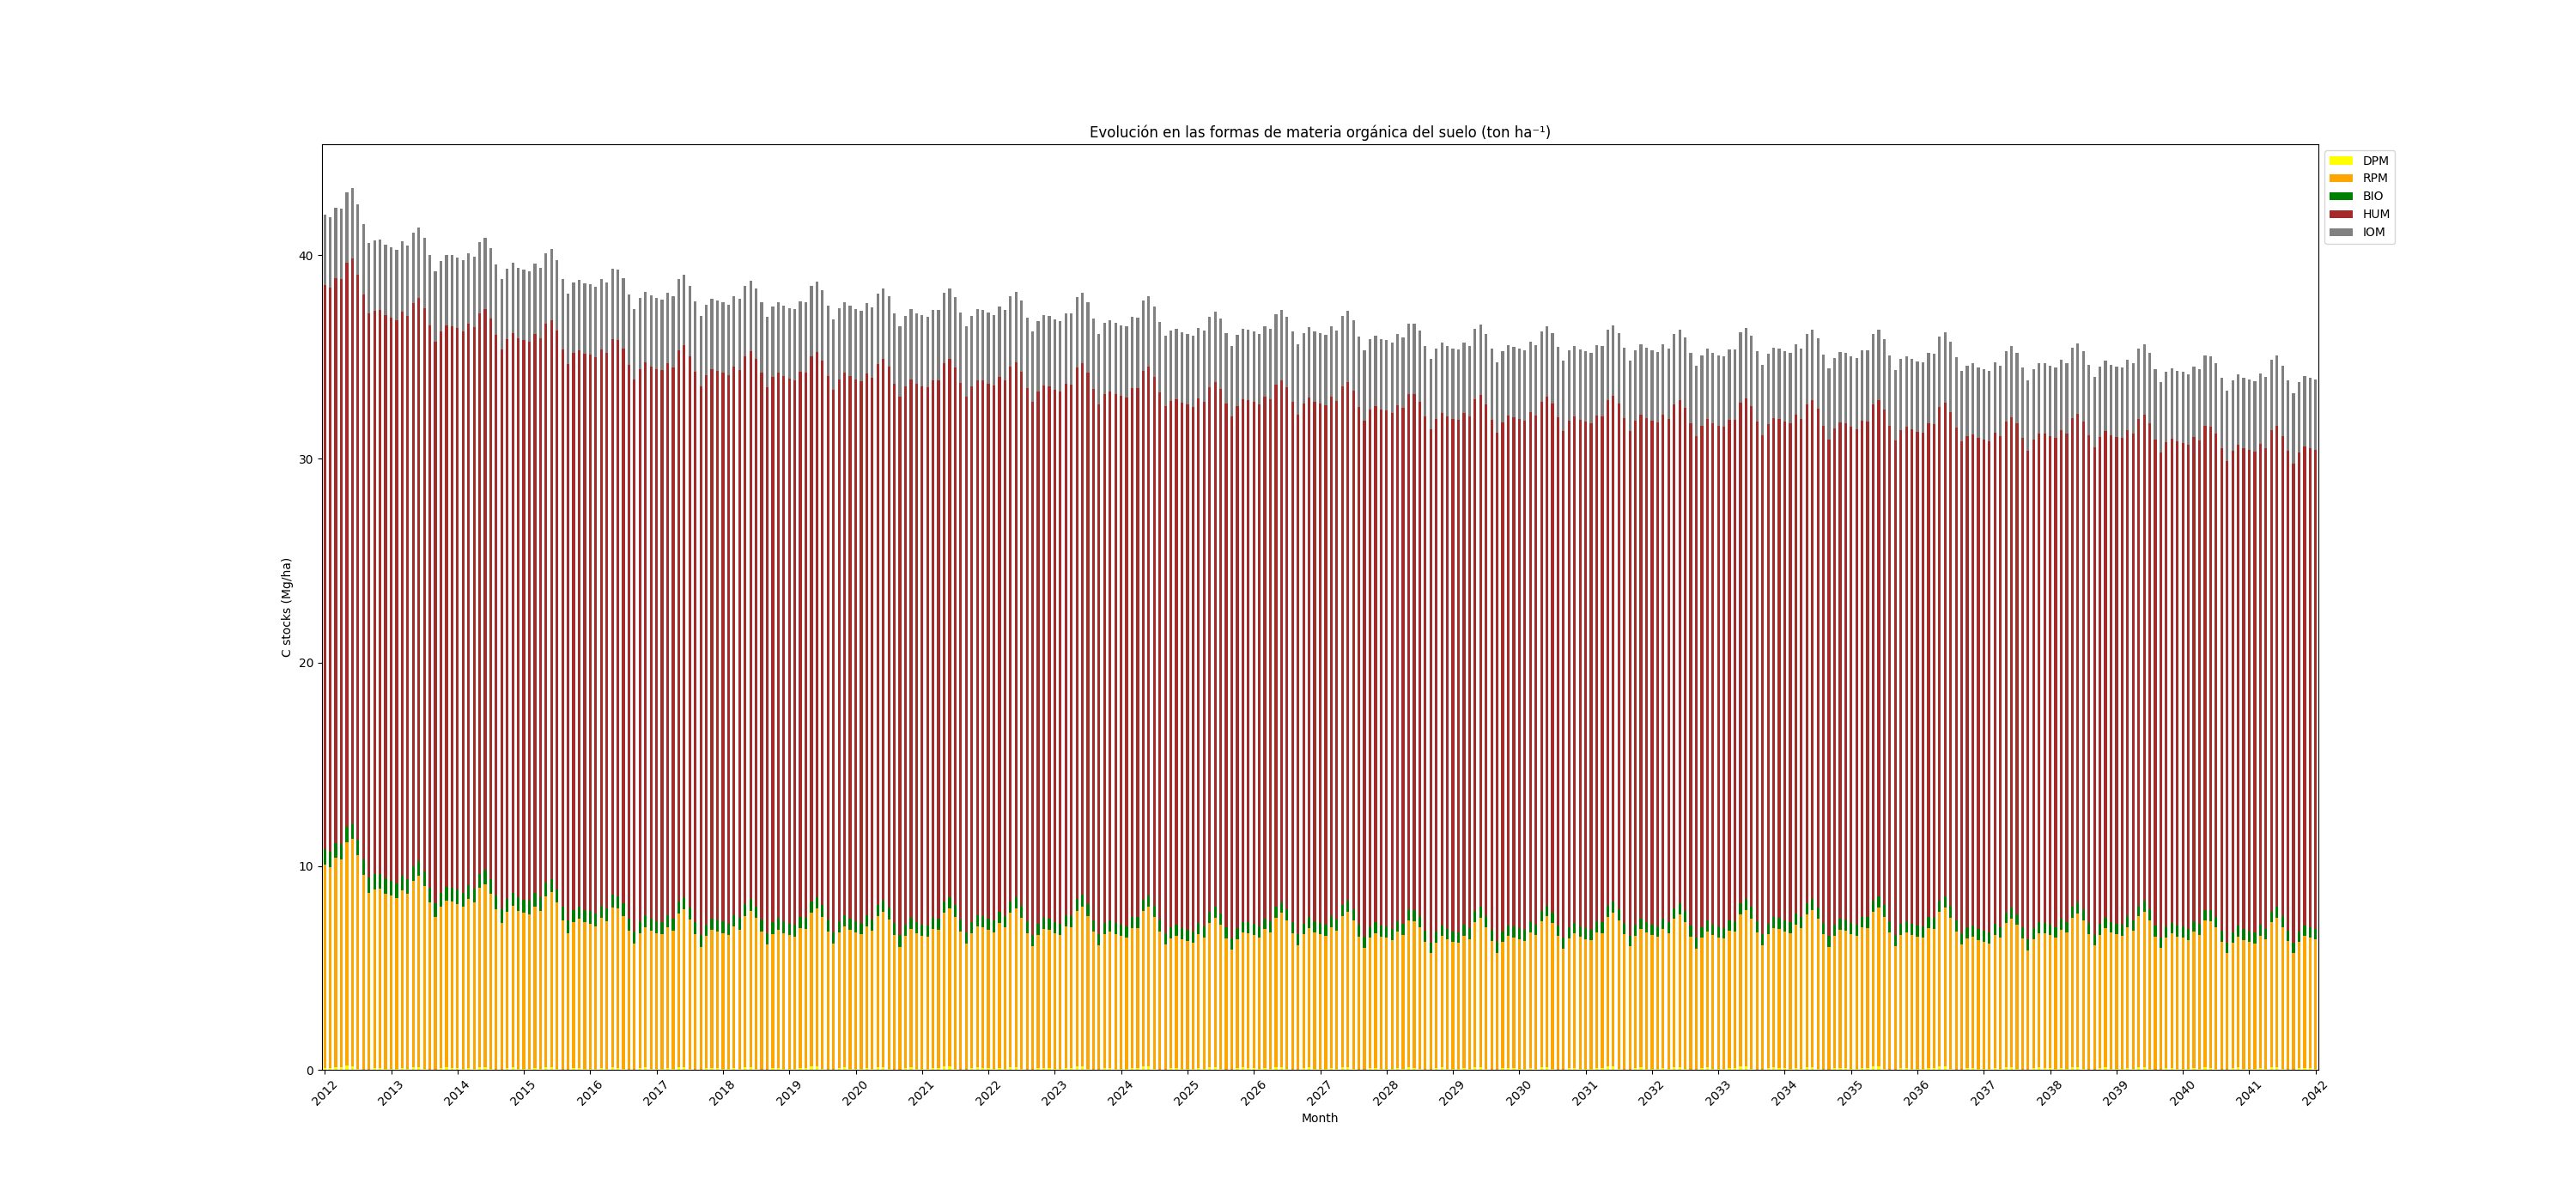 Evolución en las formas de materia orgánica del suelo (ton ha⁻¹)
DPM
RPM
BIO
HUM
IOM
C stocks (Mg/ha)
40
30
20
10
0
2012 2013 2014 2015 2016 2017 2018 2019 2020 2021 2022 2023 2024 2025 2026 2027 2028 2029 2030 2031 2032 2033 2034 2035 2036 2037 2038 2039 2040 2041 2042
Month